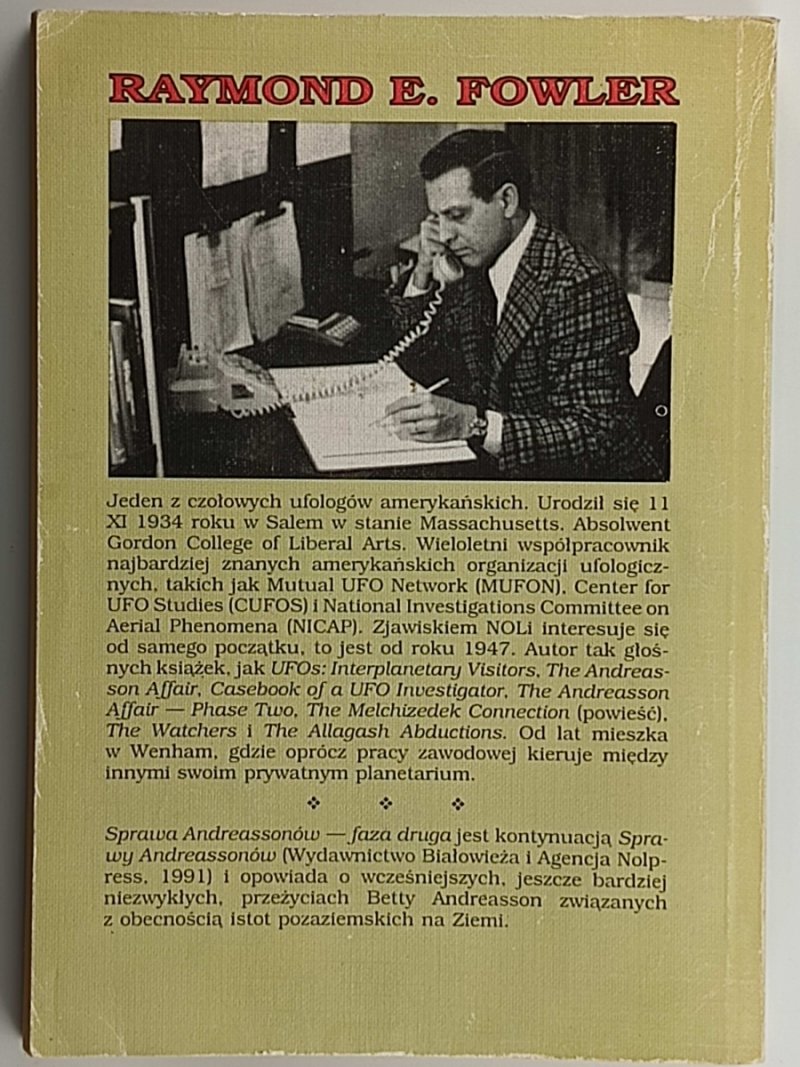 RAYMOND E. FOWLER
Jeden z czołowych ufologów amerykańskich. Urodził się 11
XI 1934 roku w Salem w stanie Massachusetts. Absolwent
Gordon College of Liberal Arts. Wieloletni współpracownik
najbardziej znanych amerykańskich organizacji ufologicz-
nych, takich jak Mutual UFO Network (MUFON), Center for
UFO Studies (CUFOS) i National Investigations Committee on
Aerial Phenomena (NICAP). Zjawiskiem NOLi interesuje się
od samego początku, to jest od roku 1947. Autor tak głoś-
nych książek, jak UFOs: Interplanetary Visitors, The Andreas-
son Affair, Casebook of a UFO Investigator, The Andreasson
Affair — Phase Two, The Melchizedek Connection (powieść),
The Watchers i The Allagash Abductions. Od lat mieszka
w Wenham, gdzie oprócz pracy zawodowej kieruje między
innymi swoim prywatnym planetarium.
Sprawa Andreassonów — faza druga jest kontynuacją Spra-
wy Andreassonów (Wydawnictwo Białowieża i Agencja Nolp-
ress, 1991) i opowiada o wcześniejszych, jeszcze bardziej
niezwykłych, przeżyciach Betty Andreasson związanych
z obecnością istot pozaziemskich na Ziemi.